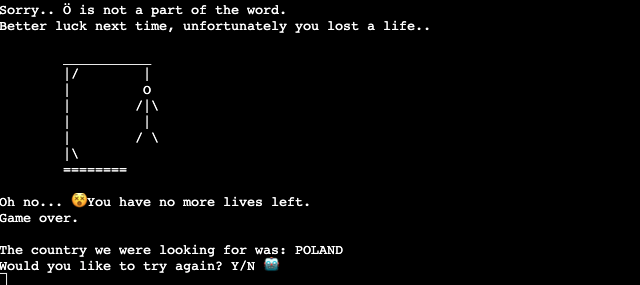 Sorry.. Ö is not a part of the word.
Better luck next time, unfortunately you lost a life..
Oh no... 😵You have no more lives left.
Game over.
The country we were looking for was: POLAND
Would you like to try again? Y/N